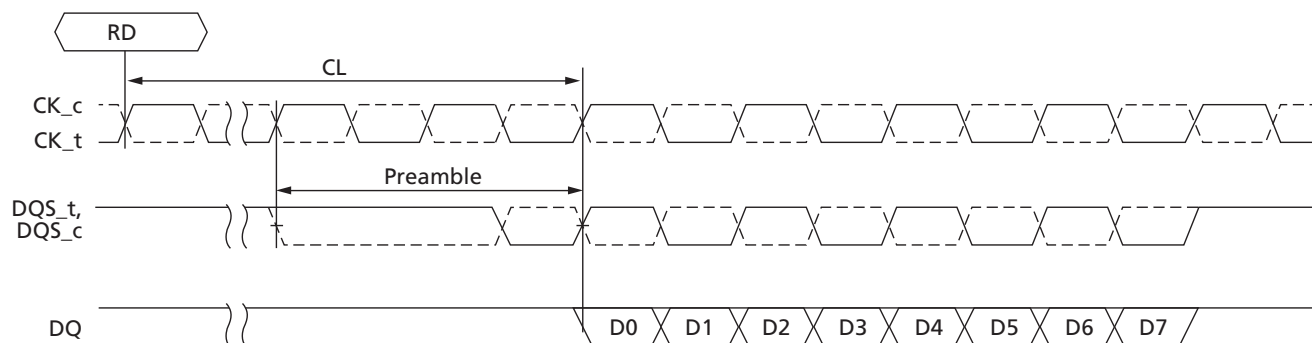 RD
CL
CK_c
CK_t
Preamble
DQS_t,
DQS_c
DQ
D0 D1 D2 D3 D4 D5 D6 D7